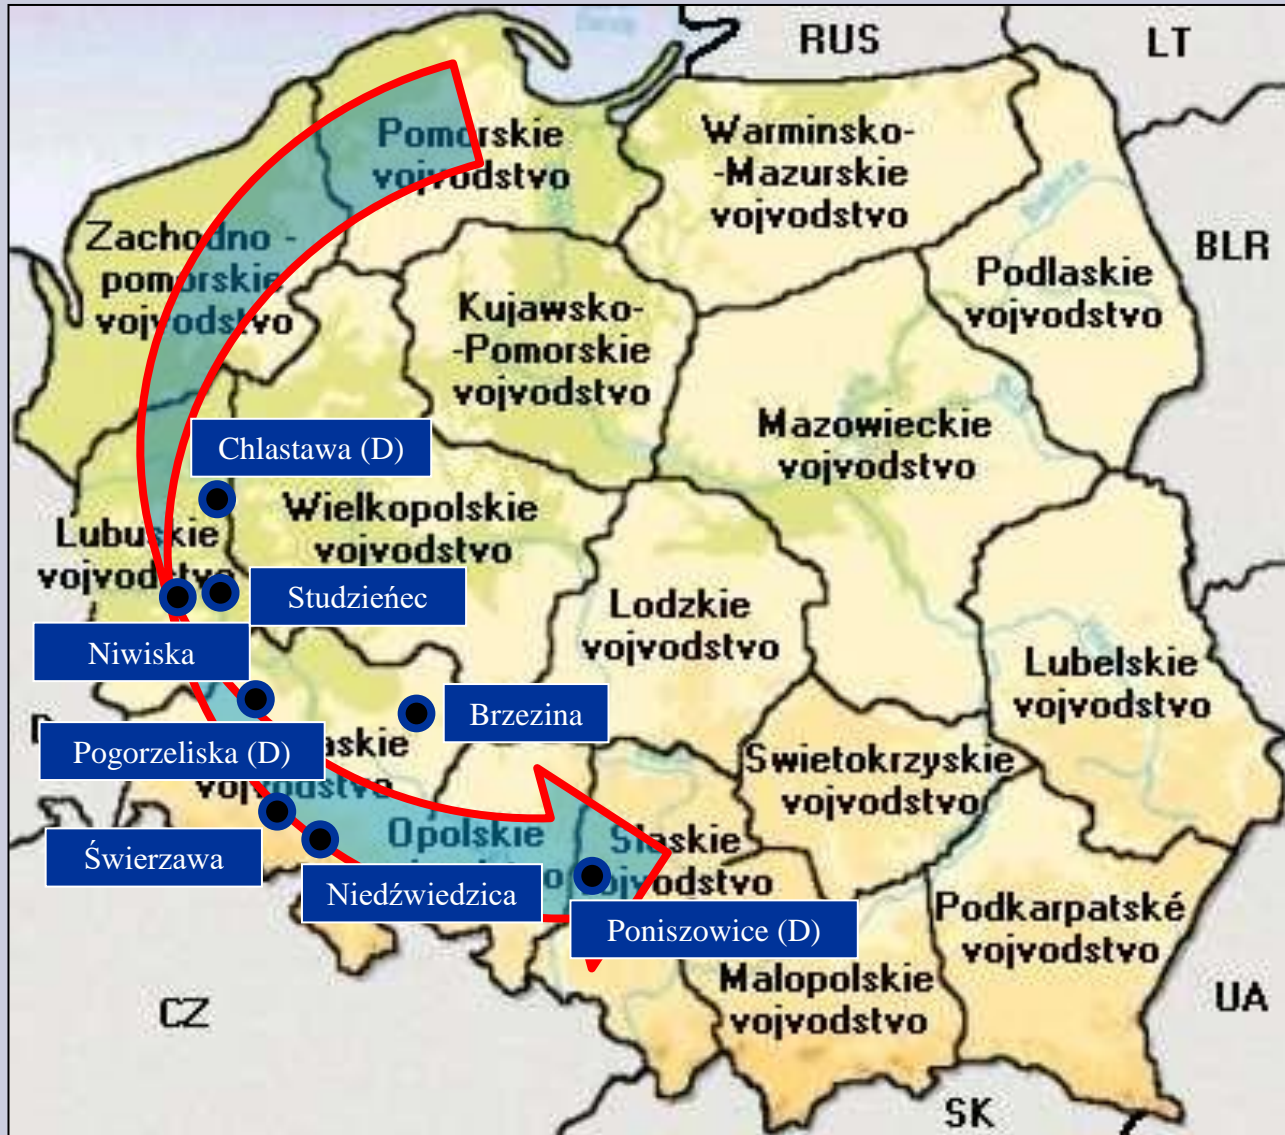 RUS
LT
Pomorskie
vojvodstvo
Warminsko-
-Mazurskie
vojvodstvo
Zachodno -
pomorskie
vojvodstvo
BLR
Podlaskie
vojvodstvo
Kujawsko-
-Pomorskie
vojvodstvo
Mazowieckie
vojvodstvo
Chlastawa (D)
Wielkopolskie
vojvodstvo
Lubuskie
vojvodstvo
Studzieńec
Lodzkie
vojvodstvo
Niwiska
Lubelskie
vojvodstvo
Brzezina
Pogorzeliska (D)
askie
vojvodstvo
Swietokrzyskie
vojvodstvo
Opolskie
Slaskie
vojvodstvo
Świerzawa
Niedźwiedzica
Poniszowice (D)
Podkarpatské
vojvodstvo
Malopolskie
vojvodstvo
CZ
UA
SK